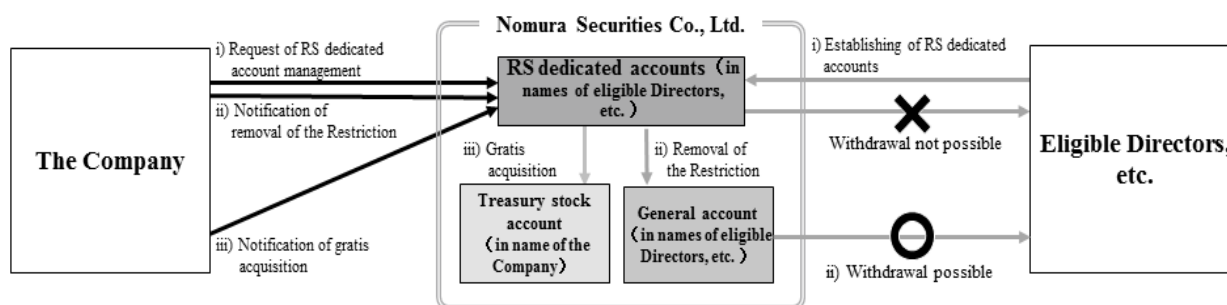 Nomura Securities Co., Ltd.
i) Request of RS dedicated
account management
ii) Notification of
removal of the Restriction
The Company
iii) Notification of gratis
acquisition
RS dedicated accounts（in
names of eligible Directors,
etc.）
iii) Gratis
acquisition
ii) Removal of
the Restriction
Treasury stock
account
（in name of the
Company）
General account
（in names of eligible
Directors, etc.）
i) Establishing of RS dedicated
accounts
Withdrawal not possible
ii) Withdrawal possible
Eligible Directors,
etc.